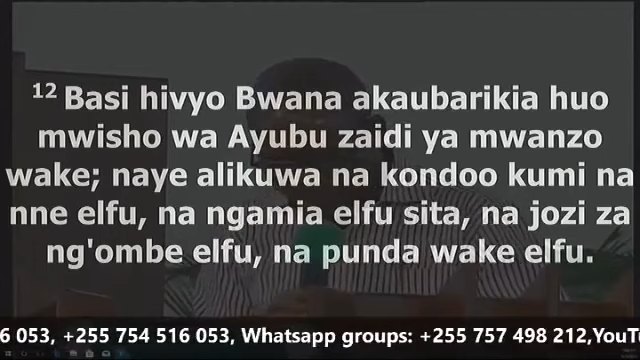 12 Basi hivyo Bwana akaubarikia huo
mwisho wa Ayubu zaidi ya mwanzo
wake; naye alikuwa na kondoo kumi na
nne elfu, na ngamia elfu sita, na jozi za
ng'ombe elfu, na punda wake elfu.
6 053, +255 754 516 053, Whatsapp groups: +255 757 498 212,YouTu